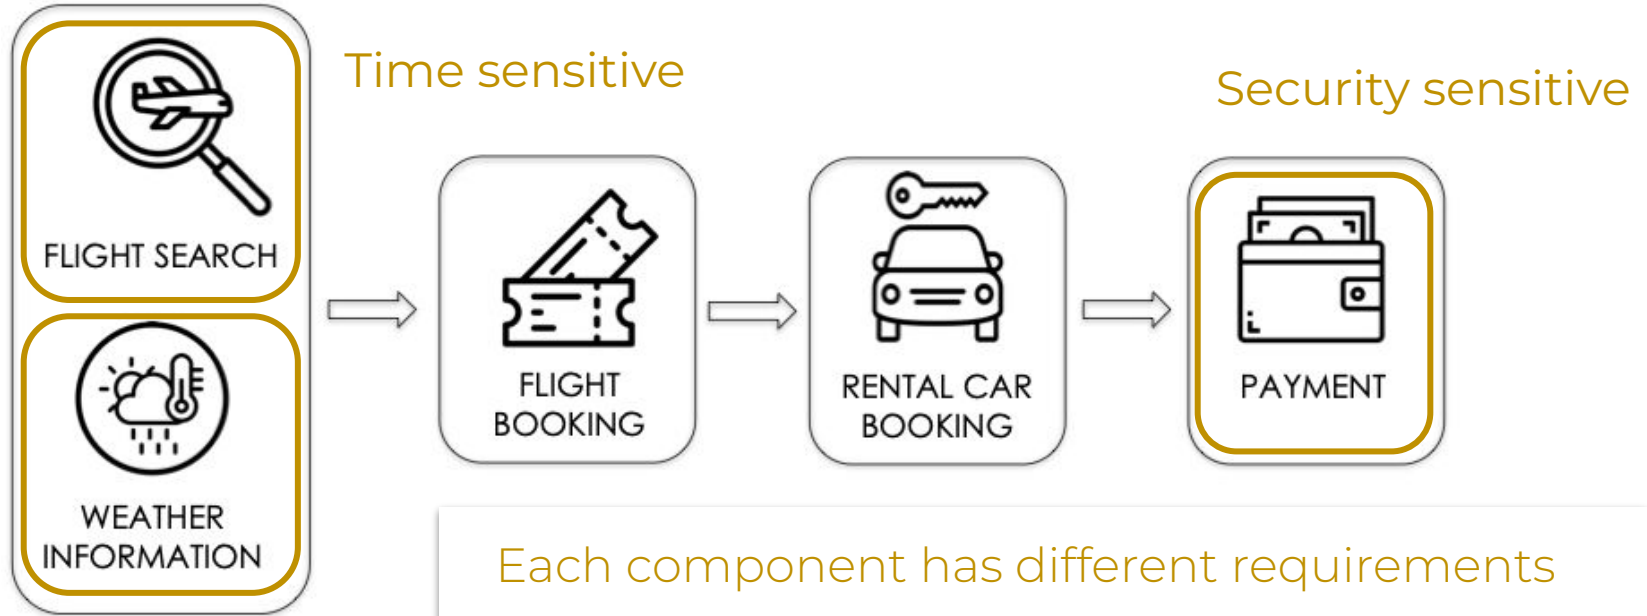 Time sensitive
Security sensitive
FLIGHT SEARCH
WEATHER
INFORMATION
FLIGHT
BOOKING
RENTAL CAR
BOOKING
PAYMENT
Each component has different requirements